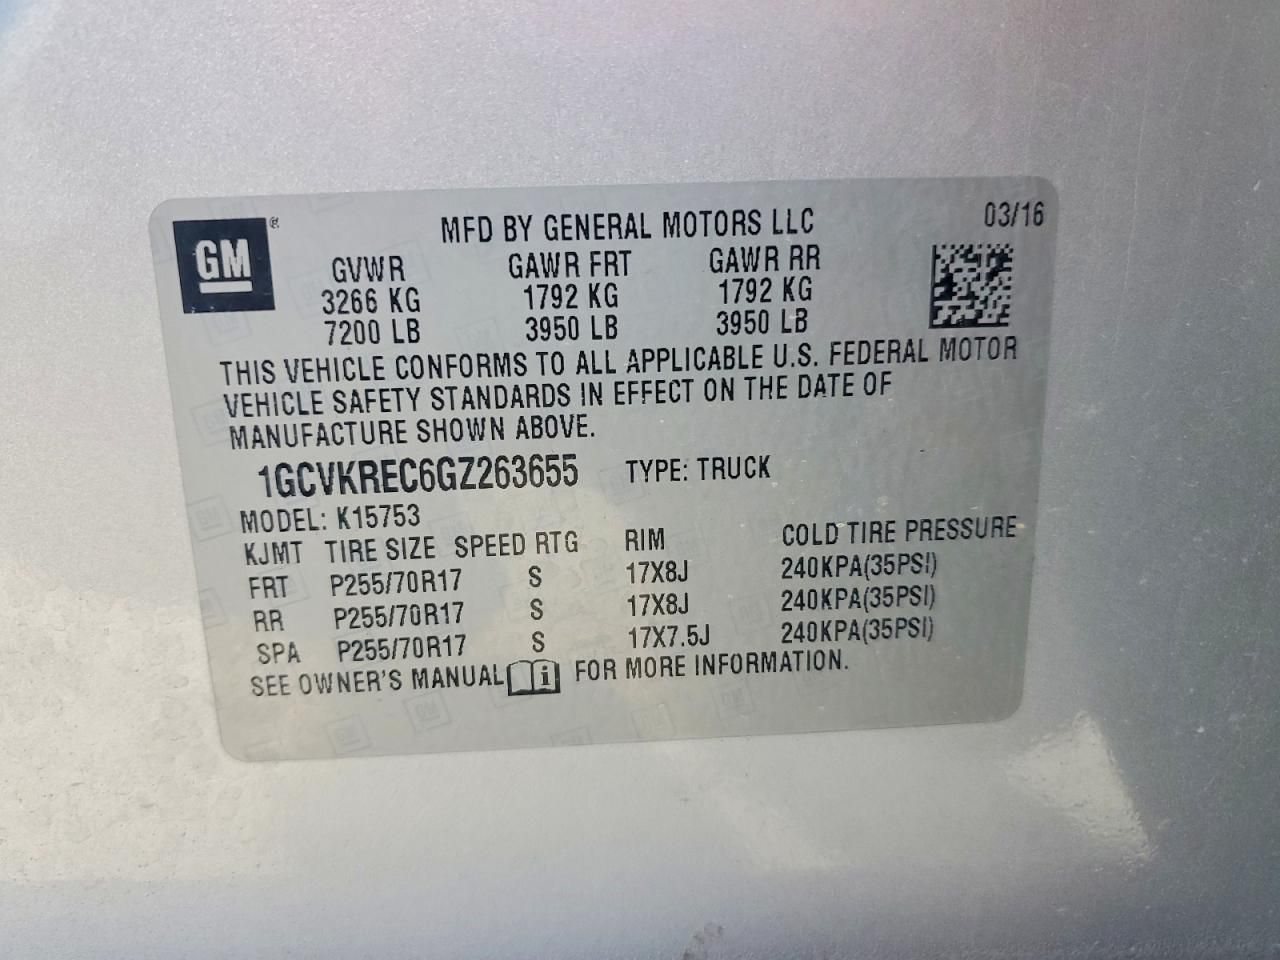 GM ®
MFD BY GENERAL MOTORS LLC 03/16
GVWR GAWR FRT GAWR RR
3266 KG 1792 KG 1792 KG
7200 LB 3950 LB 3950 LB
THIS VEHICLE CONFORMS TO ALL APPLICABLE U.S. FEDERAL MOTOR
VEHICLE SAFETY STANDARDS IN EFFECT ON THE DATE OF
MANUFACTURE SHOWN ABOVE.
1GCVKREC6GZ263655 TYPE: TRUCK
MODEL: K15753
KJMT TIRE SIZE SPEED RTG RIM COLD TIRE PRESSURE
FRT P255/70R17 S 17X8J 240KPA(35PSI)
RR P255/70R17 S 17X8J 240KPA(35PSI)
SPA P255/70R17 S 17X7.5J 240KPA(35PSI)
SEE OWNER'S MANUAL i FOR MORE INFORMATION.